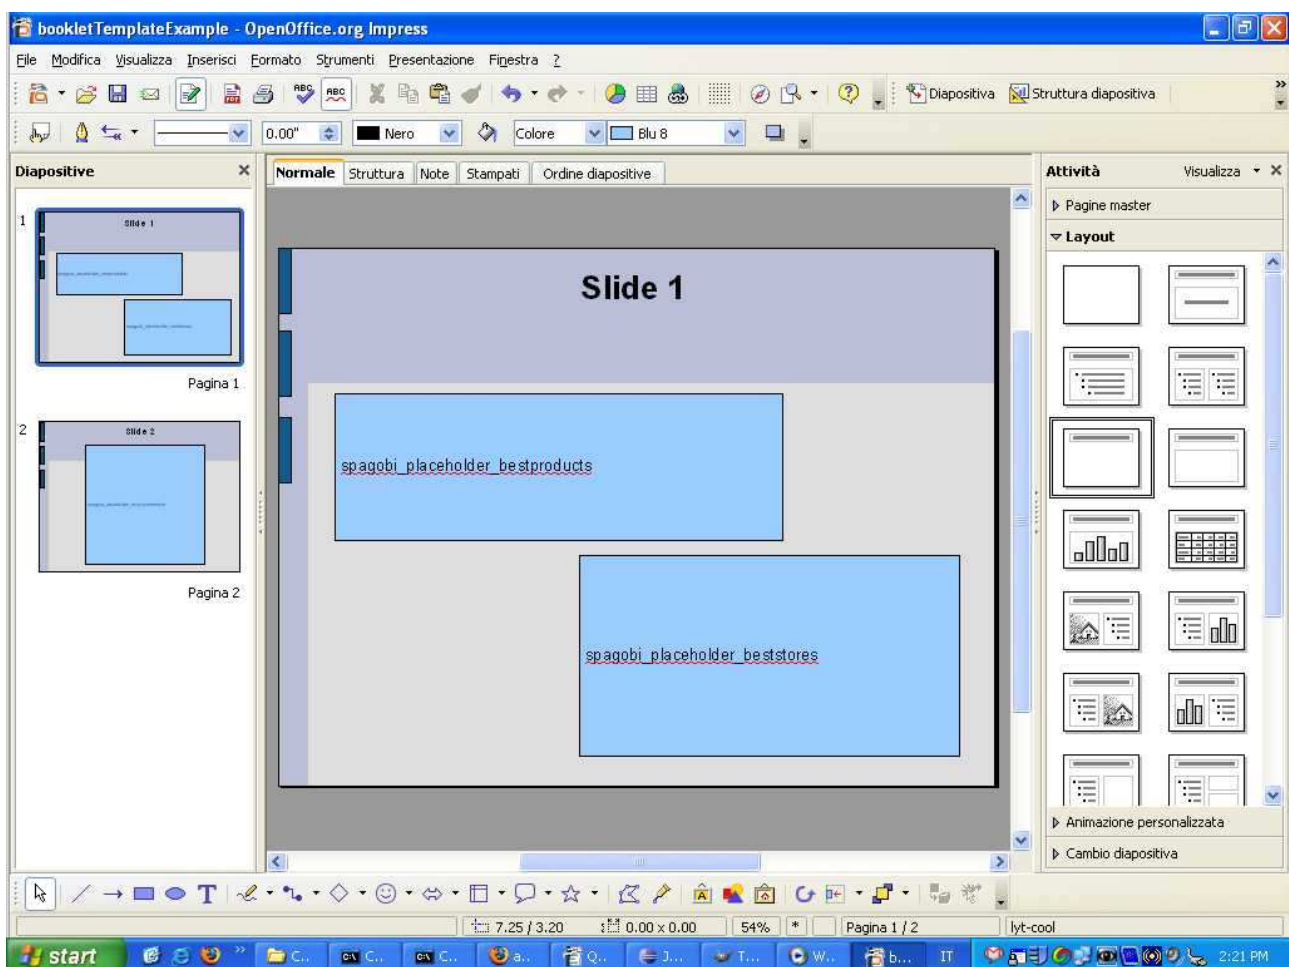 bookletTemplateExample - OpenOffice.org Impress
File Modifica Visualizza Inserisci Formato Strumenti Presentazione Finestra ?
Diapositiva Struttura diapositiva
0.00" Nero Colore Blu 8
Diapositive
Normale Struttura Note Stampati Ordine diapositive
Attività Visualizza
Pagine master
Layout
1
Slide 1
Pagina 1
2
Slide 2
Pagina 2
Slide 1
spagobi_placeholder_bestproducts
spagobi_placeholder_beststores
Animazione personalizzata
Cambio diapositiva
7.25 / 3.20 0.00 x 0.00 54% * Pagina 1 / 2 lyt-cool
start C.. C.. C.. a.. Q.. J... T... W.. b... IT 2:21 PM